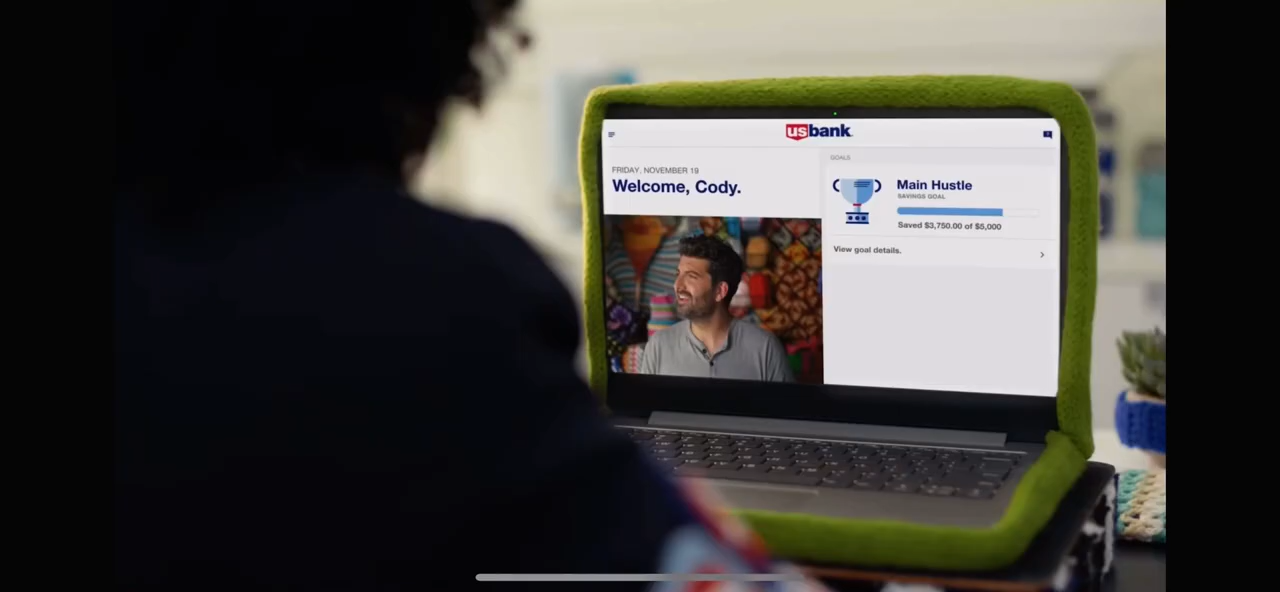 usbank
FRIDAY, NOVEMBER 19
Welcome, Cody.
GOALS
Main Hustle
SAVINGS GOAL
Saved $3,750.00 of $5,000
View goal details.